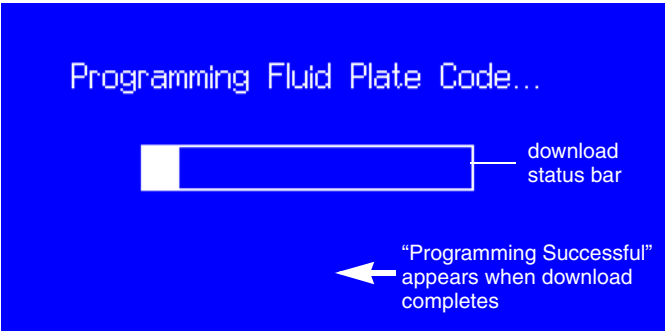 Programming Fluid Plate Code...
download
status bar
“Programming Successful”
appears when download
completes